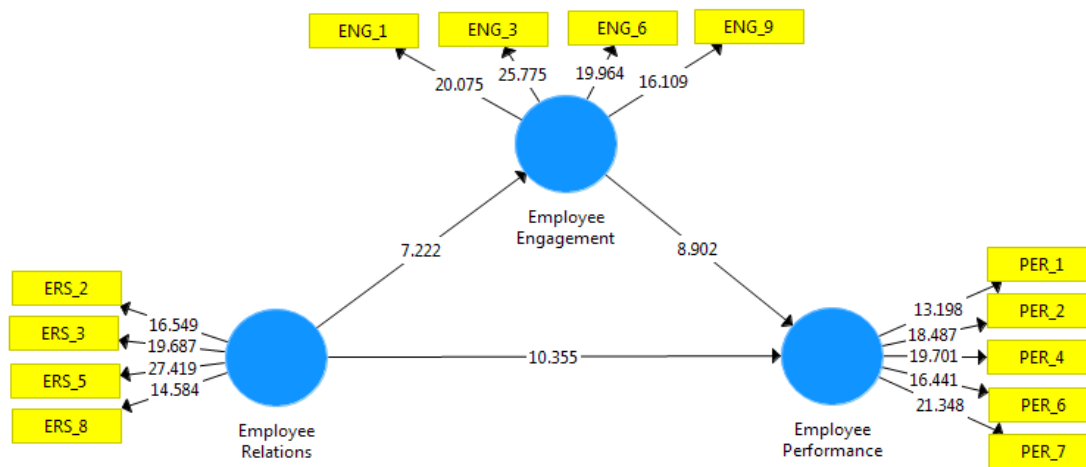 ENG_1
ENG_3
ENG_6
ENG_9
20.075
25.775
19.964
16.109
Employee
Engagement
7.222
8.902
ERS_2
ERS_3
ERS_5
ERS_8
16.549
19.687
27.419
14.584
Employee
Relations
10.355
Employee
Performance
13.198
18.487
19.701
16.441
21.348
PER_1
PER_2
PER_4
PER_6
PER_7